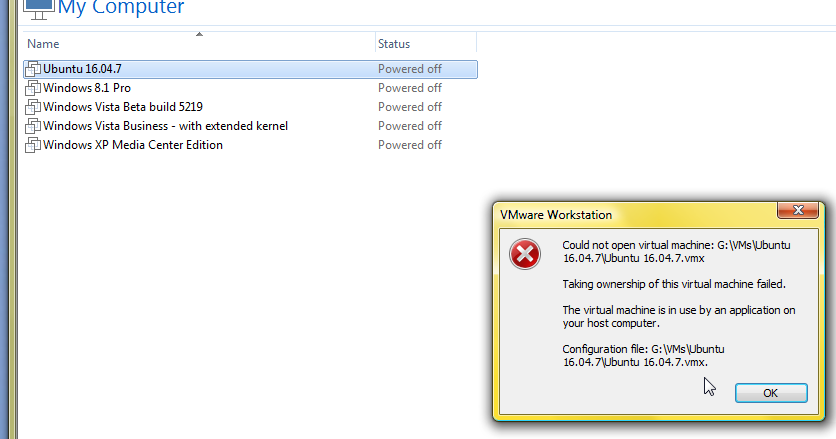 My Computer
Name Status
Ubuntu 16.04.7 Powered off
Windows 8.1 Pro Powered off
Windows Vista Beta build 5219 Powered off
Windows Vista Business - with extended kernel Powered off
Windows XP Media Center Edition Powered off
VMware Workstation
Could not open virtual machine: G:\VMs\Ubuntu
16.04.7\Ubuntu 16.04.7.vmx
Taking ownership of this virtual machine failed.
The virtual machine is in use by an application on
your host computer.
Configuration file: G:\VMs\Ubuntu
16.04.7\Ubuntu 16.04.7.vmx.
OK